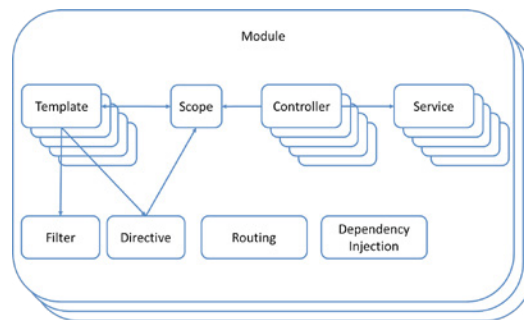 Module
Template
Scope
Controller
Service
Filter
Directive
Routing
Dependency
Injection